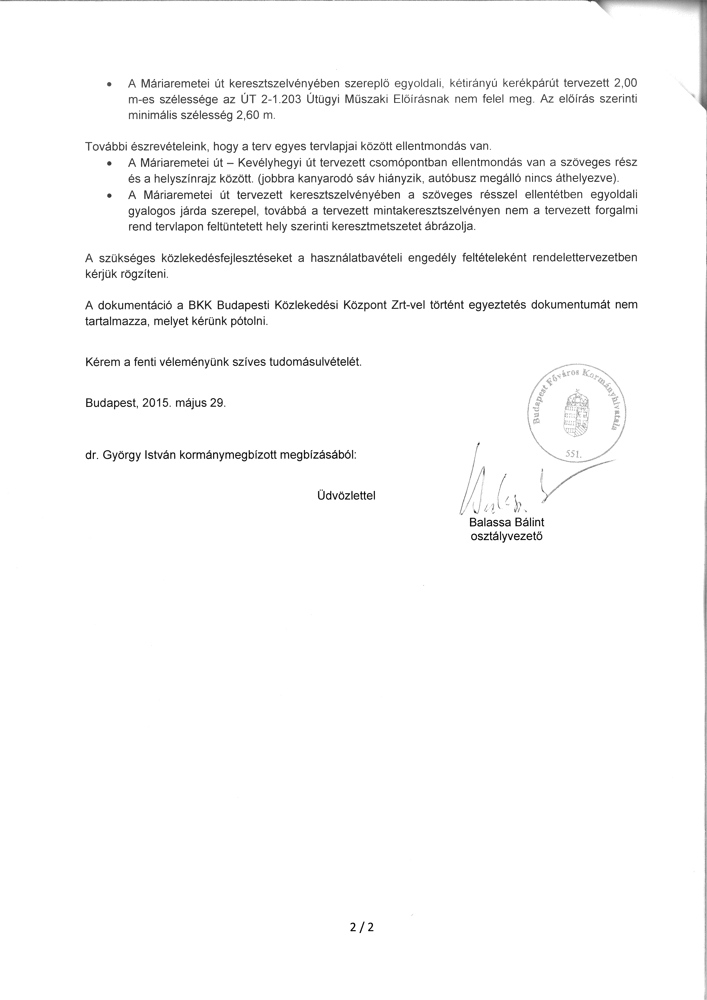 • A Máriaremetei út keresztszelvényében szereplő egyoldali, kétirányú kerékpárút tervezett 2,00
m-es szélessége az ÚT 2-1.203 Útügyi Műszaki Előírásnak nem felel meg. Az előírás szerinti
minimális szélesség 2,60 m.
További észrevételeink, hogy a terv egyes tervlapjai között ellentmondás van.
• A Máriaremetei út – Kevélyhegyi út tervezett csomópontban ellentmondás van a szöveges rész
és a helyszínrajz között. (jobbra kanyarodó sáv hiányzik, autóbusz megálló nincs áthelyezve).
• A Máriaremetei út tervezett keresztszelvényében a szöveges résszel ellentétben egyoldali
gyalogos járda szerepel, továbbá a tervezett mintakeresztszelvényen nem a tervezett forgalmi
rend tervlapon feltüntetett hely szerinti keresztmetszetet ábrázolja.
A szükséges közlekedésfejlesztéseket a használatbavételi engedély feltételeként rendelettervezetben
kérjük rögzíteni.
A dokumentáció a BKK Budapesti Közlekedési Központ Zrt-vel történt egyeztetés dokumentumát nem
tartalmazza, melyet kérünk pótolni.
Kérem a fenti véleményünk szíves tudomásulvételét.
Budapest Főváros Kormányhivatala
551.
Budapest, 2015. május 29.
dr. György István kormánymegbízott megbízásából:
Üdvözlettel
Balassa Bálint
osztályvezető
2 / 2